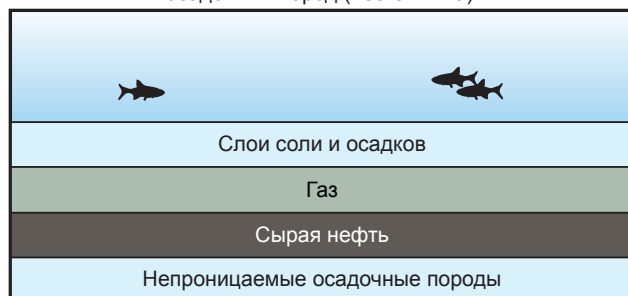 Слои соли и осадков
Газ
Сырая нефть
Непроницаемые осадочные породы